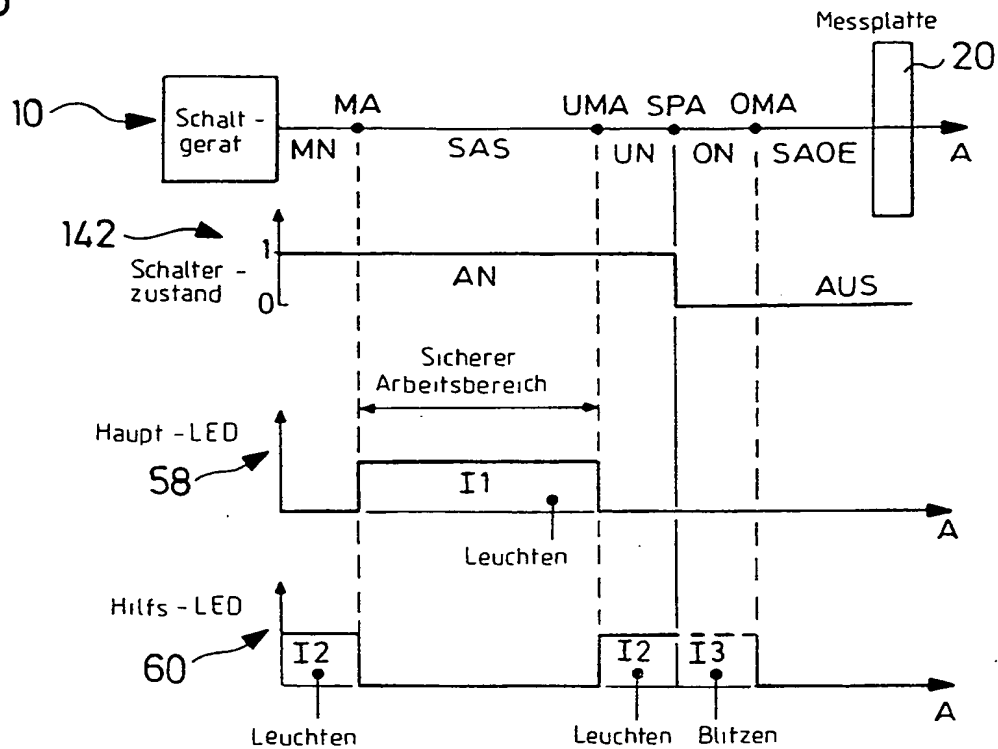 Messplatte
20
10
Schalt-
gerät
MA
UMA
SPA
OMA
MN
SAS
UN
ON
SAOE
A
142
Schalter-
zustand
1
0
AN
AUS
Sicherer
Arbeitsbereich
Haupt-LED
58
I1
Leuchten
A
Hilfs-LED
60
I2
I2
I3
A
Leuchten
Leuchten
Blitzen